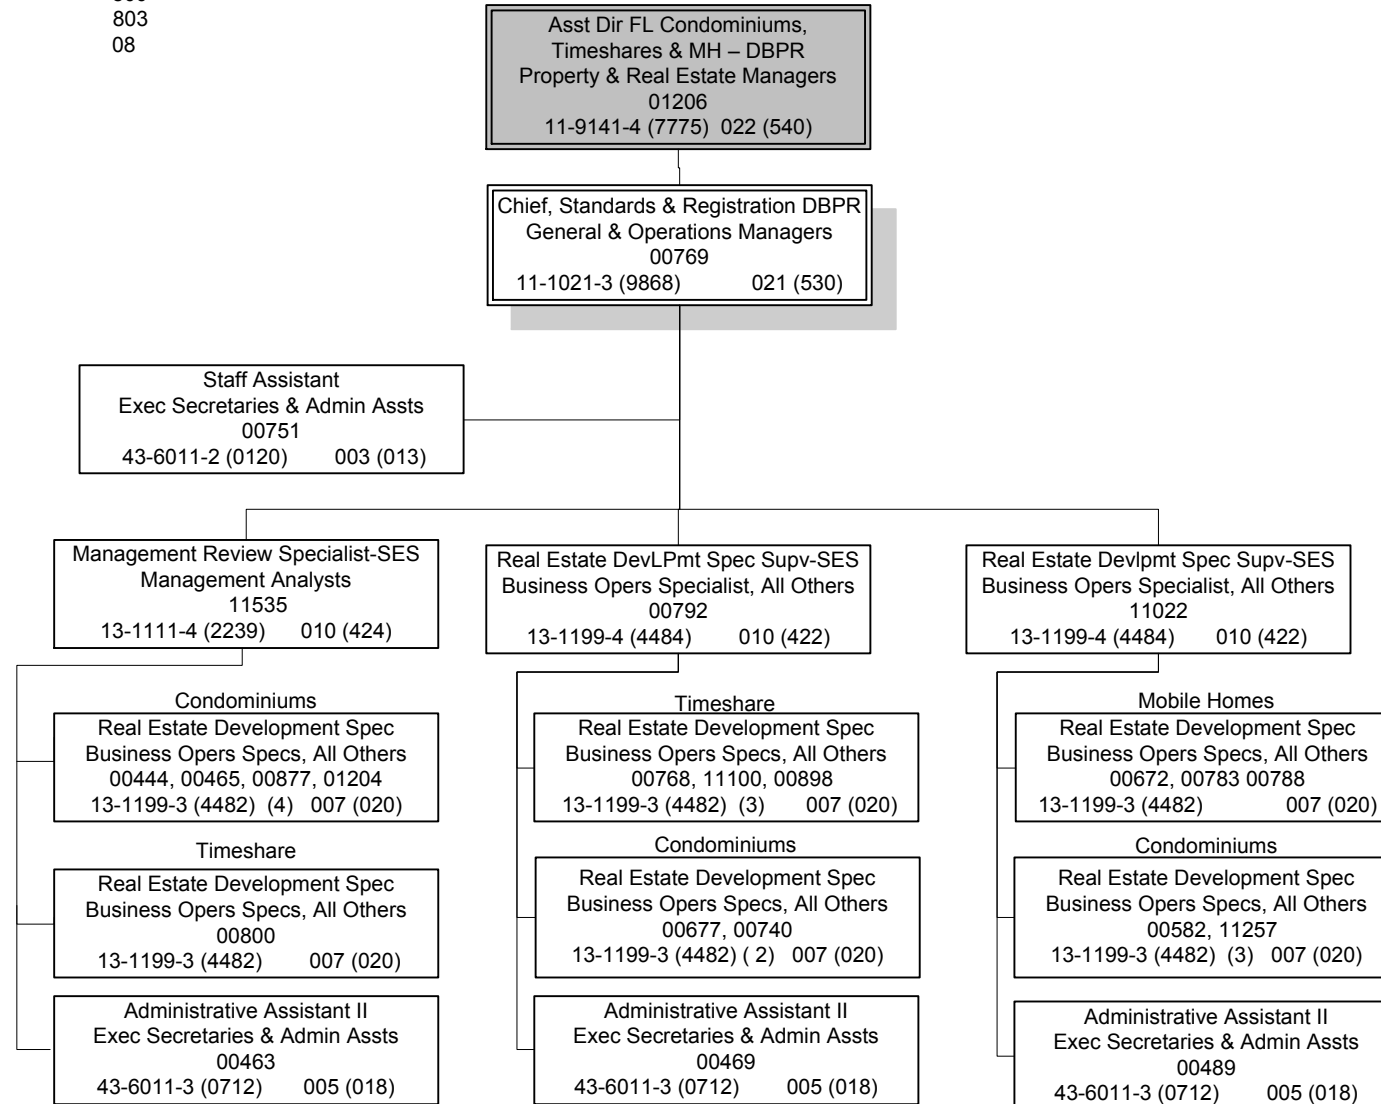 803
08
Asst Dir FL Condominiums,
Timeshares & MH – DBPR
Property & Real Estate Managers
01206
11-9141-4 (7775) 022 (540)
Chief, Standards & Registration DBPR
General & Operations Managers
00769
11-1021-3 (9868) 021 (530)
Staff Assistant
Exec Secretaries & Admin Assts
00751
43-6011-2 (0120) 003 (013)
Management Review Specialist-SES
Management Analysts
11535
13-1111-4 (2239) 010 (424)
Real Estate DevLPmt Spec Supv-SES
Business Opers Specialist, All Others
00792
13-1199-4 (4484) 010 (422)
Real Estate Devlpmt Spec Supv-SES
Business Opers Specialist, All Others
11022
13-1199-4 (4484) 010 (422)
Condominiums
Real Estate Development Spec
Business Opers Specs, All Others
00444, 00465, 00877, 01204
13-1199-3 (4482) (4) 007 (020)
Timeshare
Real Estate Development Spec
Business Opers Specs, All Others
00800
13-1199-3 (4482) 007 (020)
Administrative Assistant II
Exec Secretaries & Admin Assts
00463
43-6011-3 (0712) 005 (018)
Timeshare
Real Estate Development Spec
Business Opers Specs, All Others
00768, 11100, 00898
13-1199-3 (4482) (3) 007 (020)
Condominiums
Real Estate Development Spec
Business Opers Specs, All Others
00677, 00740
13-1199-3 (4482) ( 2) 007 (020)
Administrative Assistant II
Exec Secretaries & Admin Assts
00469
43-6011-3 (0712) 005 (018)
Mobile Homes
Real Estate Development Spec
Business Opers Specs, All Others
00672, 00783 00788
13-1199-3 (4482) 007 (020)
Condominiums
Real Estate Development Spec
Business Opers Specs, All Others
00582, 11257
13-1199-3 (4482) (3) 007 (020)
Administrative Assistant II
Exec Secretaries & Admin Assts
00489
43-6011-3 (0712) 005 (018)